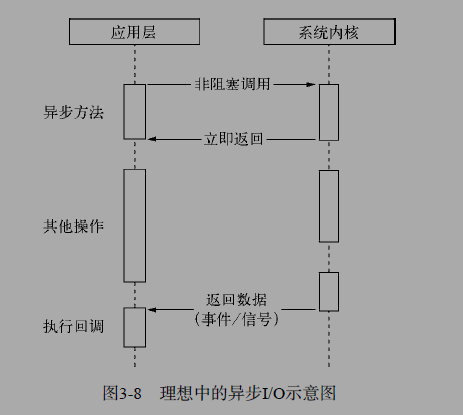 应用层
系统内核
异步方法
非阻塞调用
立即返回
其他操作
返回数据
（事件/信号）
执行回调
图3-8 理想中的异步I/O示意图